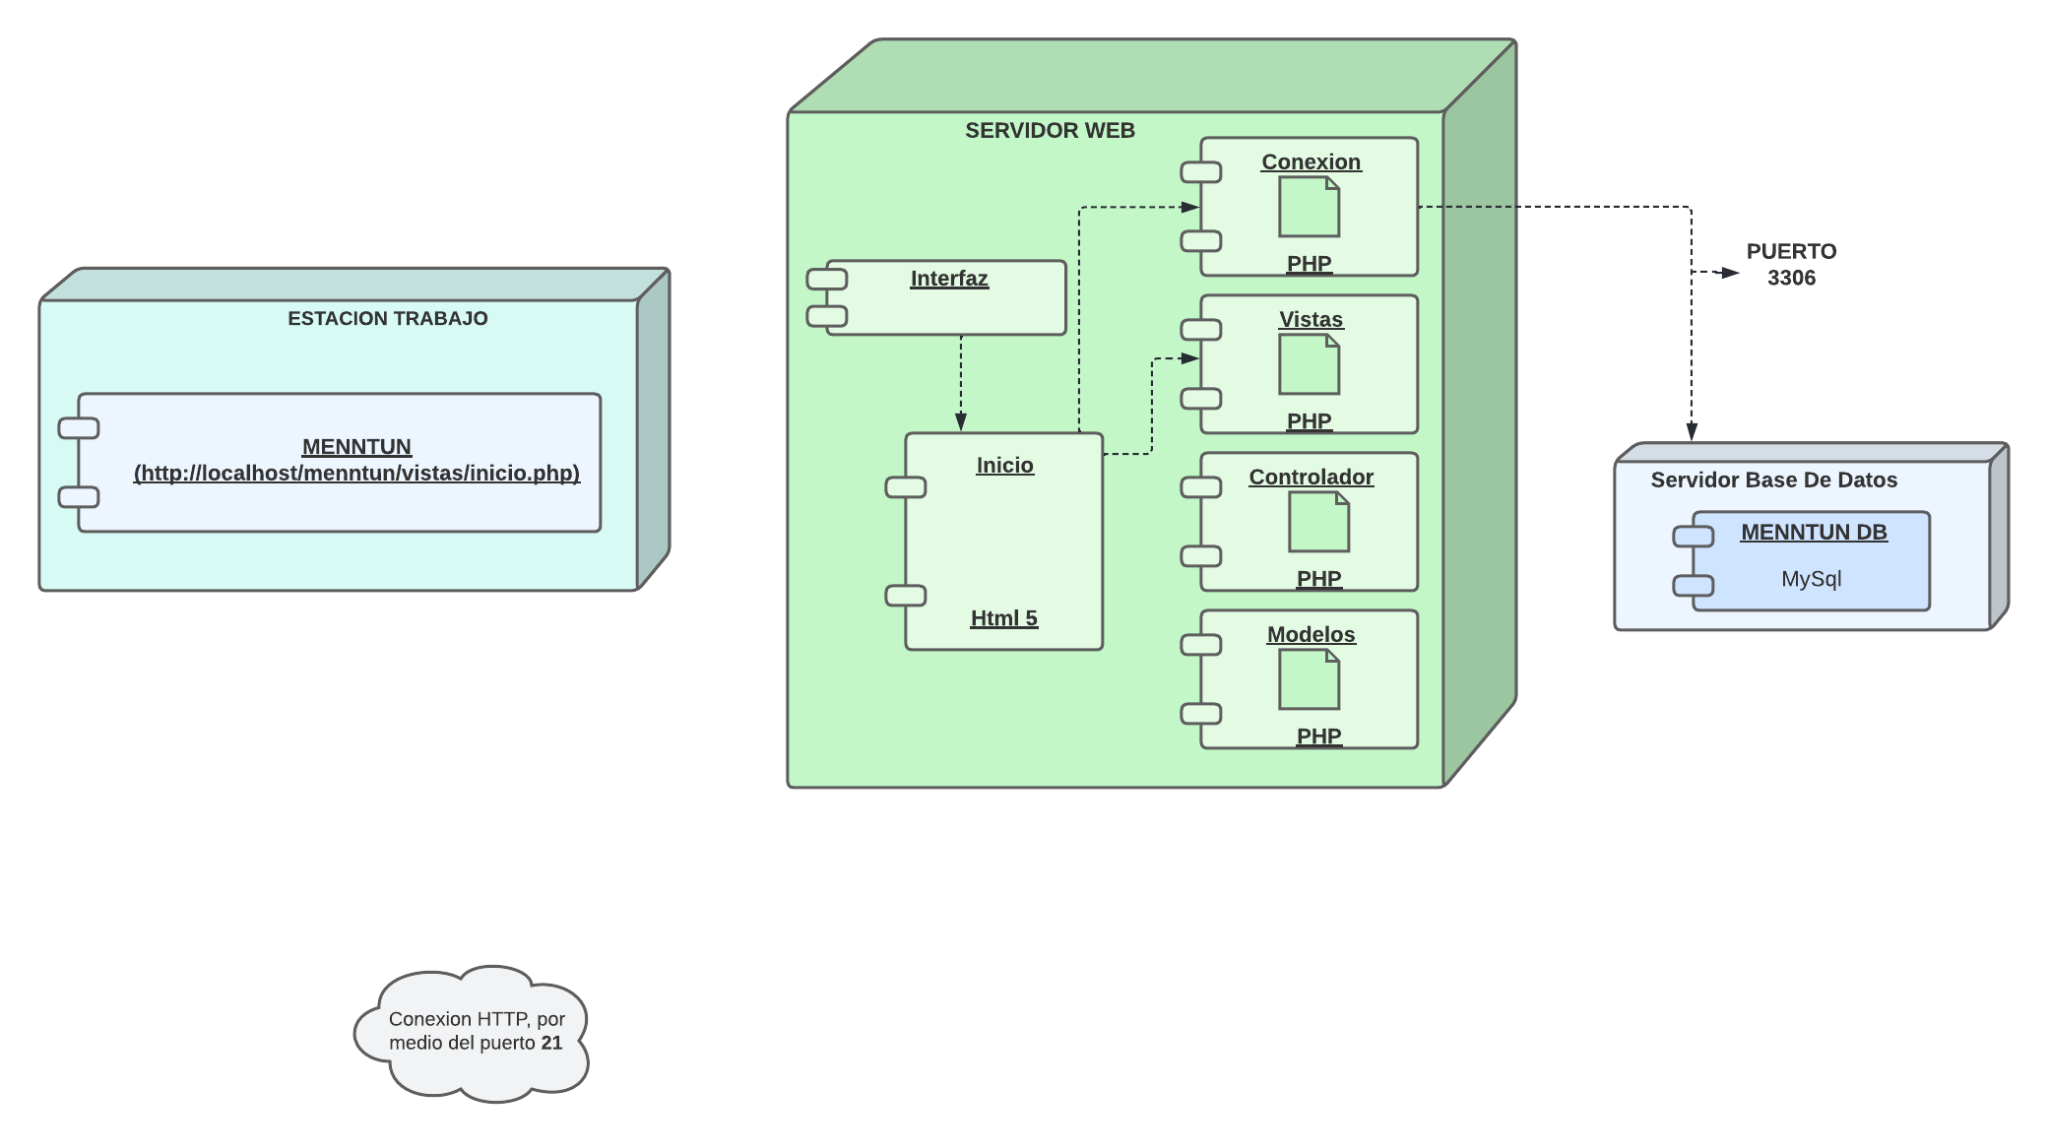 SERVIDOR WEB
Conexion
PHP
PUERTO
3306
Interfaz
ESTACION TRABAJO
Vistas
PHP
MENNTUN
(http://localhost/menntun/vistas/inicio.php)
Inicio
Html 5
Controlador
PHP
Servidor Base De Datos
MENNTUN DB
MySql
Modelos
PHP
Conexion HTTP, por
medio del puerto 21